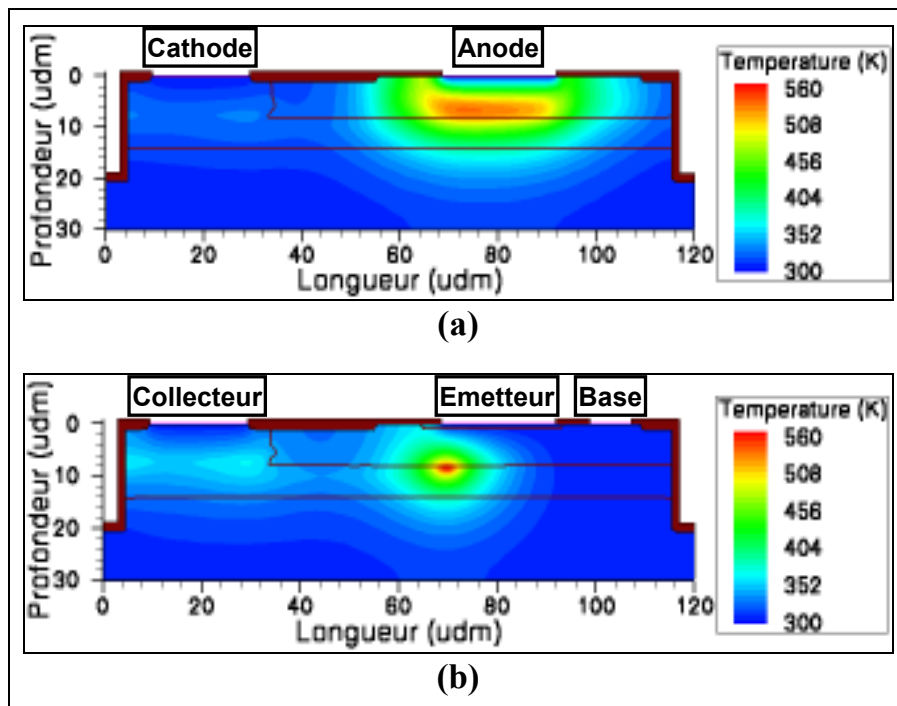 Cathode Anode
Temperature (K)
560
508
456
404
352
300
Profondeur (udm)
0
10
20
30
0 20 40 60 80 100 120
Longueur (udm)
(a)
Collecteur Emetteur Base
Temperature (K)
560
508
456
404
352
300
Profondeur (udm)
0
10
20
30
0 20 40 60 80 100 120
Longueur (udm)
(b)